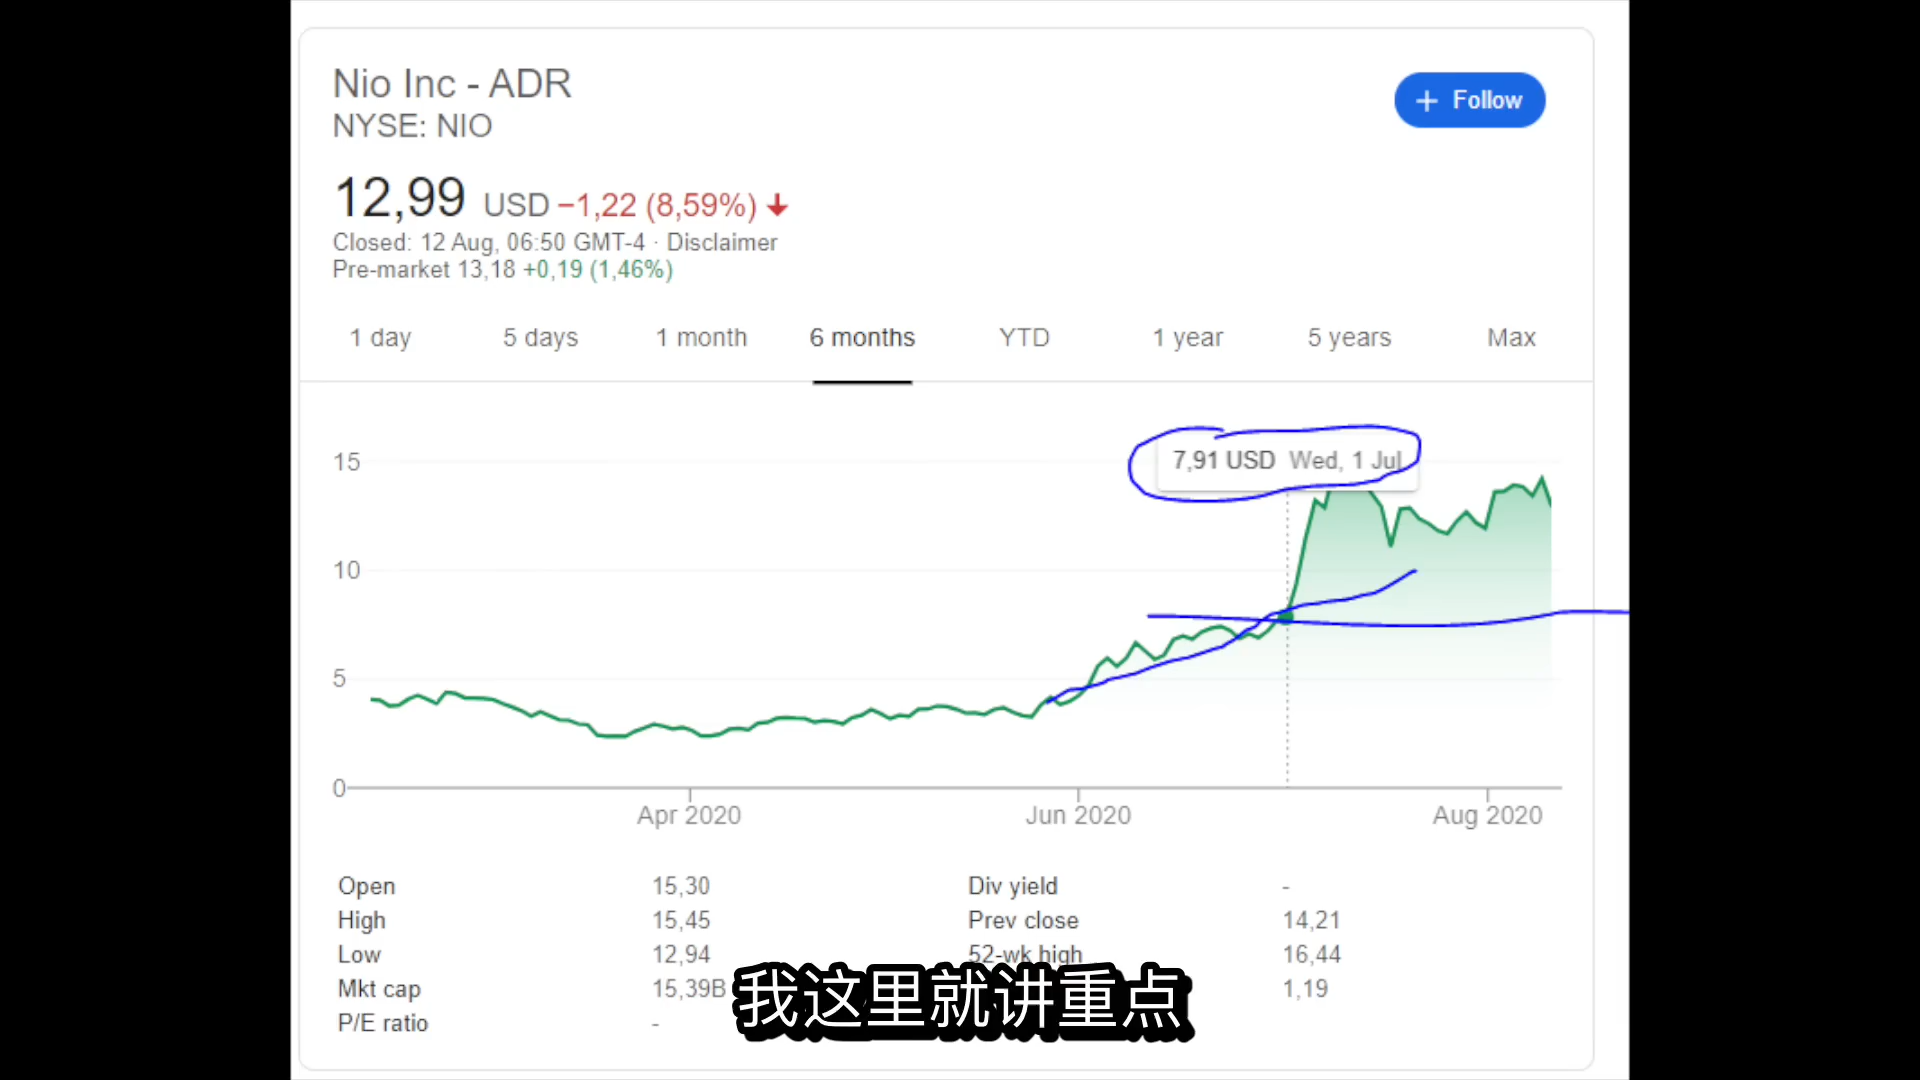 Nio Inc - ADR
NYSE: NIO
+ Follow
12,99 USD −1,22 (8,59%)
Closed: 12 Aug, 06:50 GMT-4 · Disclaimer
Pre-market 13,18 +0,19 (1,46%)
1 day 5 days 1 month 6 months YTD 1 year 5 years Max
7,91 USD Wed, 1 Jul
15
10
5
0
Apr 2020 Jun 2020 Aug 2020
Open 15,30 Div yield -
High 15,45 Prev close 14,21
Low 12,94 52-wk high 16,44
Mkt cap 15,39B 1,19
P/E ratio -
我这里就讲重点